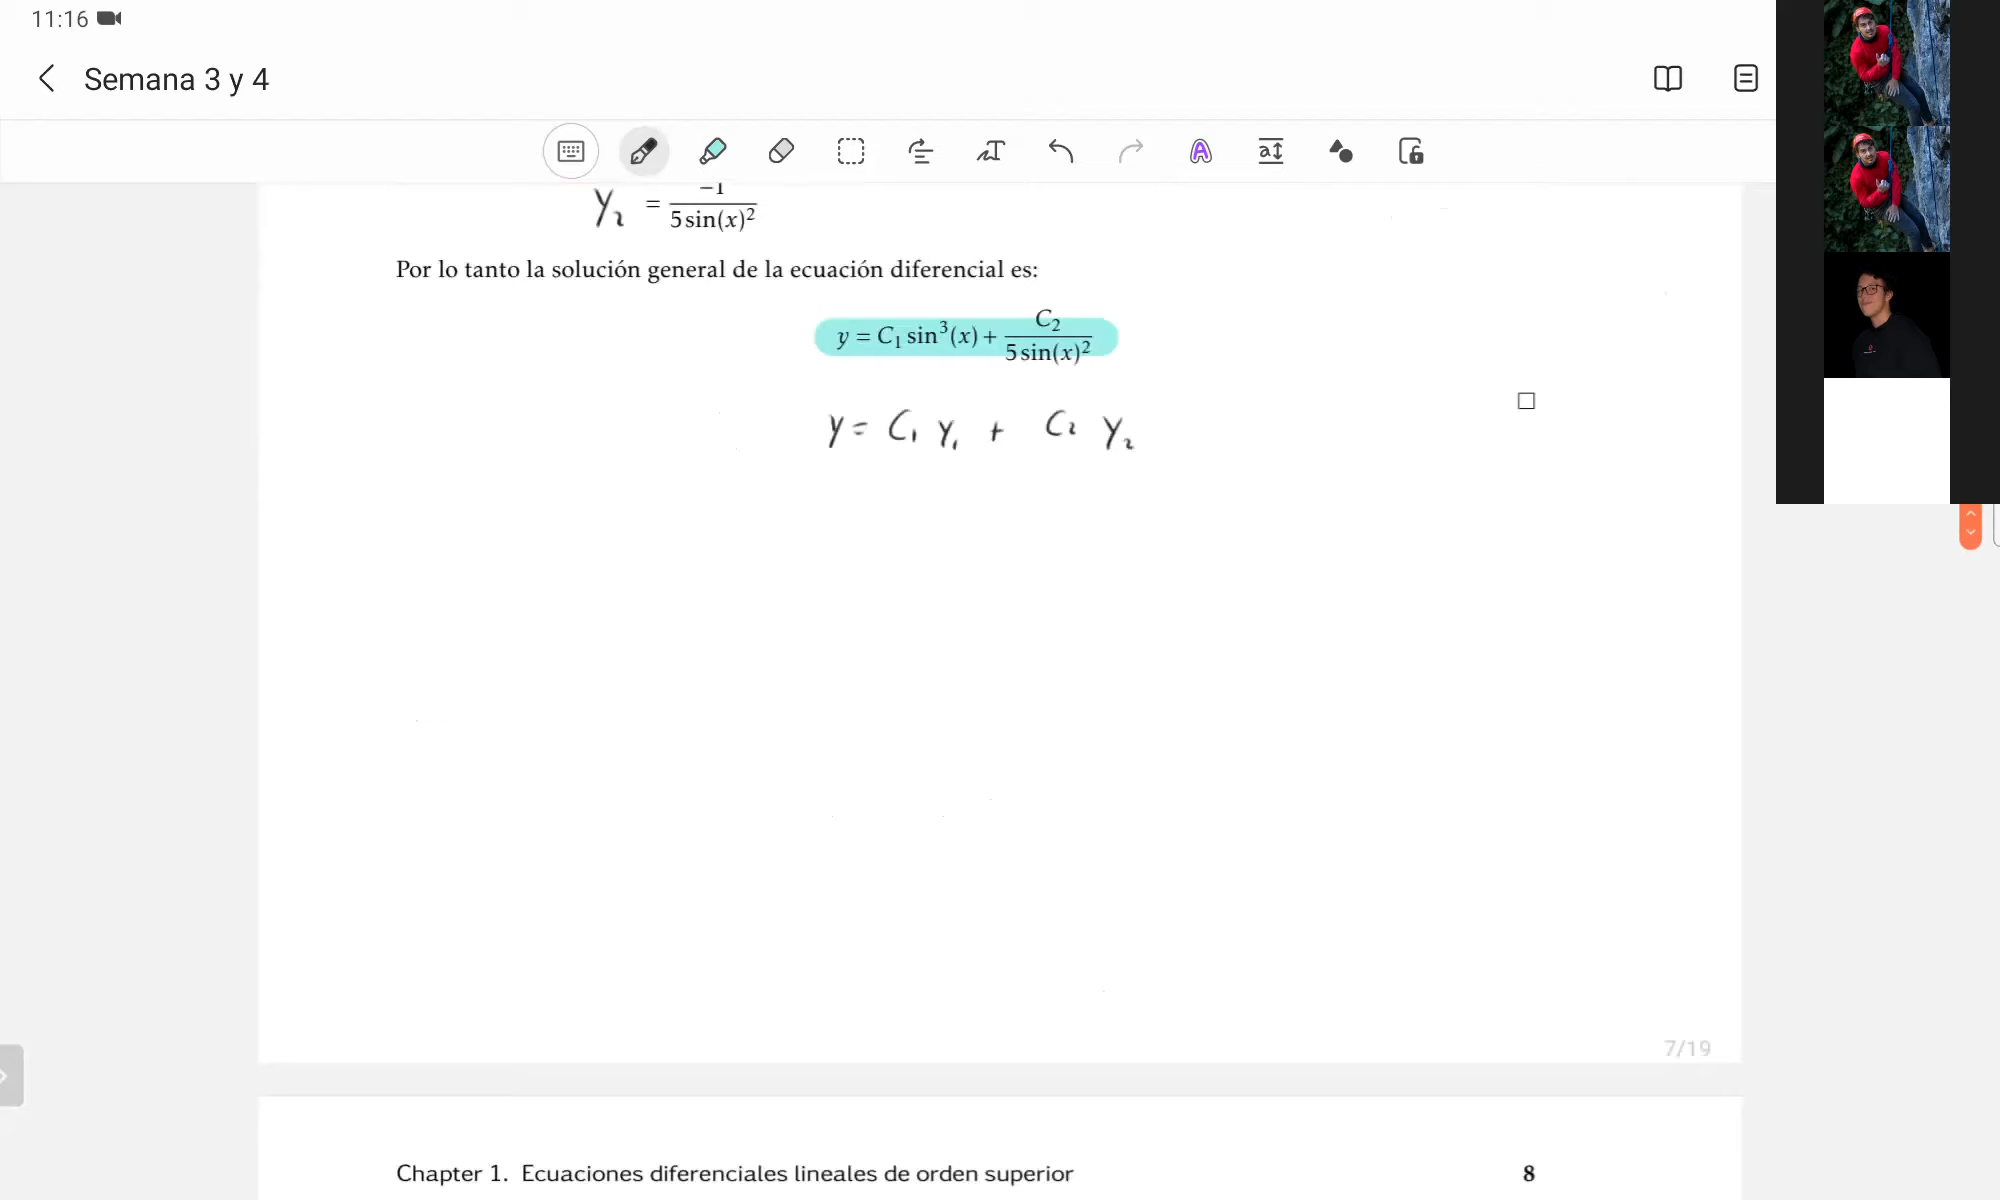 11:16
Semana 3 y 4
y₂ = −1 / 5 sin(x)²
Por lo tanto la solución general de la ecuación diferencial es:
y = C₁ sin³(x) + C₂ / 5 sin(x)²
y = C₁ y₁ + C₂ y₂
7/19
Chapter 1. Ecuaciones diferenciales lineales de orden superior 8